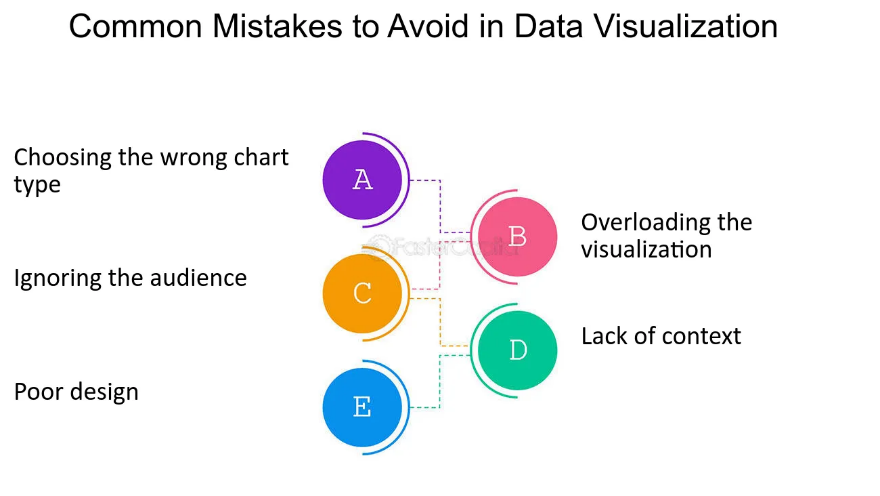 Common Mistakes to Avoid in Data Visualization
Choosing the wrong chart
type
A
B
Overloading the
visualization
Ignoring the audience
C
D
Lack of context
Poor design
E